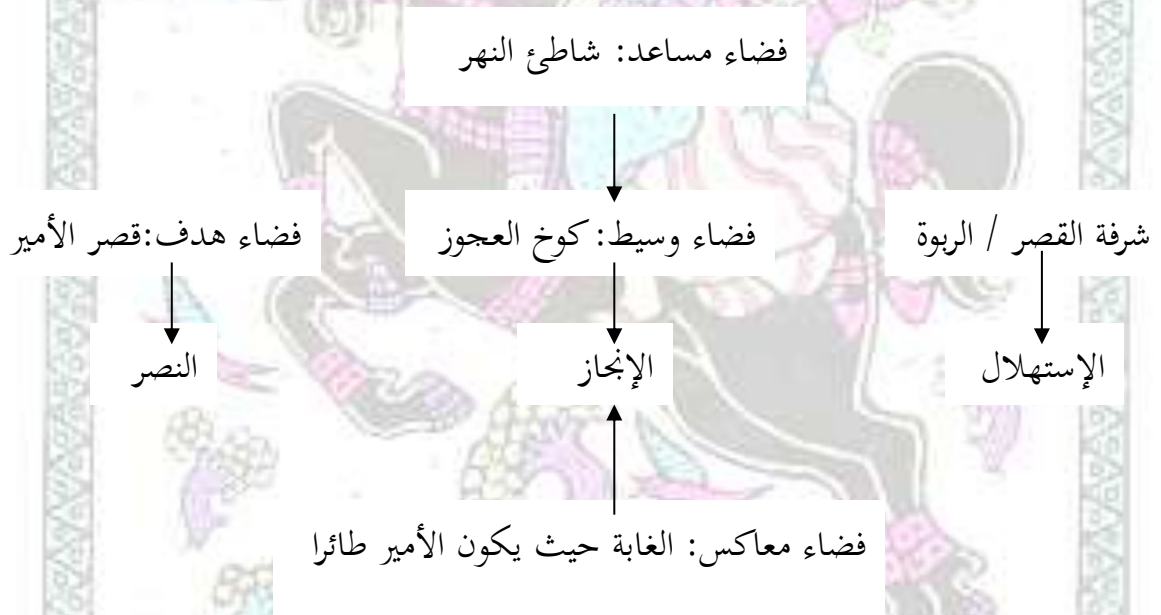 فضاء مساعد: شاطئ النهر
شرفة القصر / الربوة
فضاء وسيط: كوخ العجوز
فضاء هدف:قصر الأمير
الإستهلال
الإنجاز
النصر
فضاء معاكس: الغابة حيث يكون الأمير طائرا